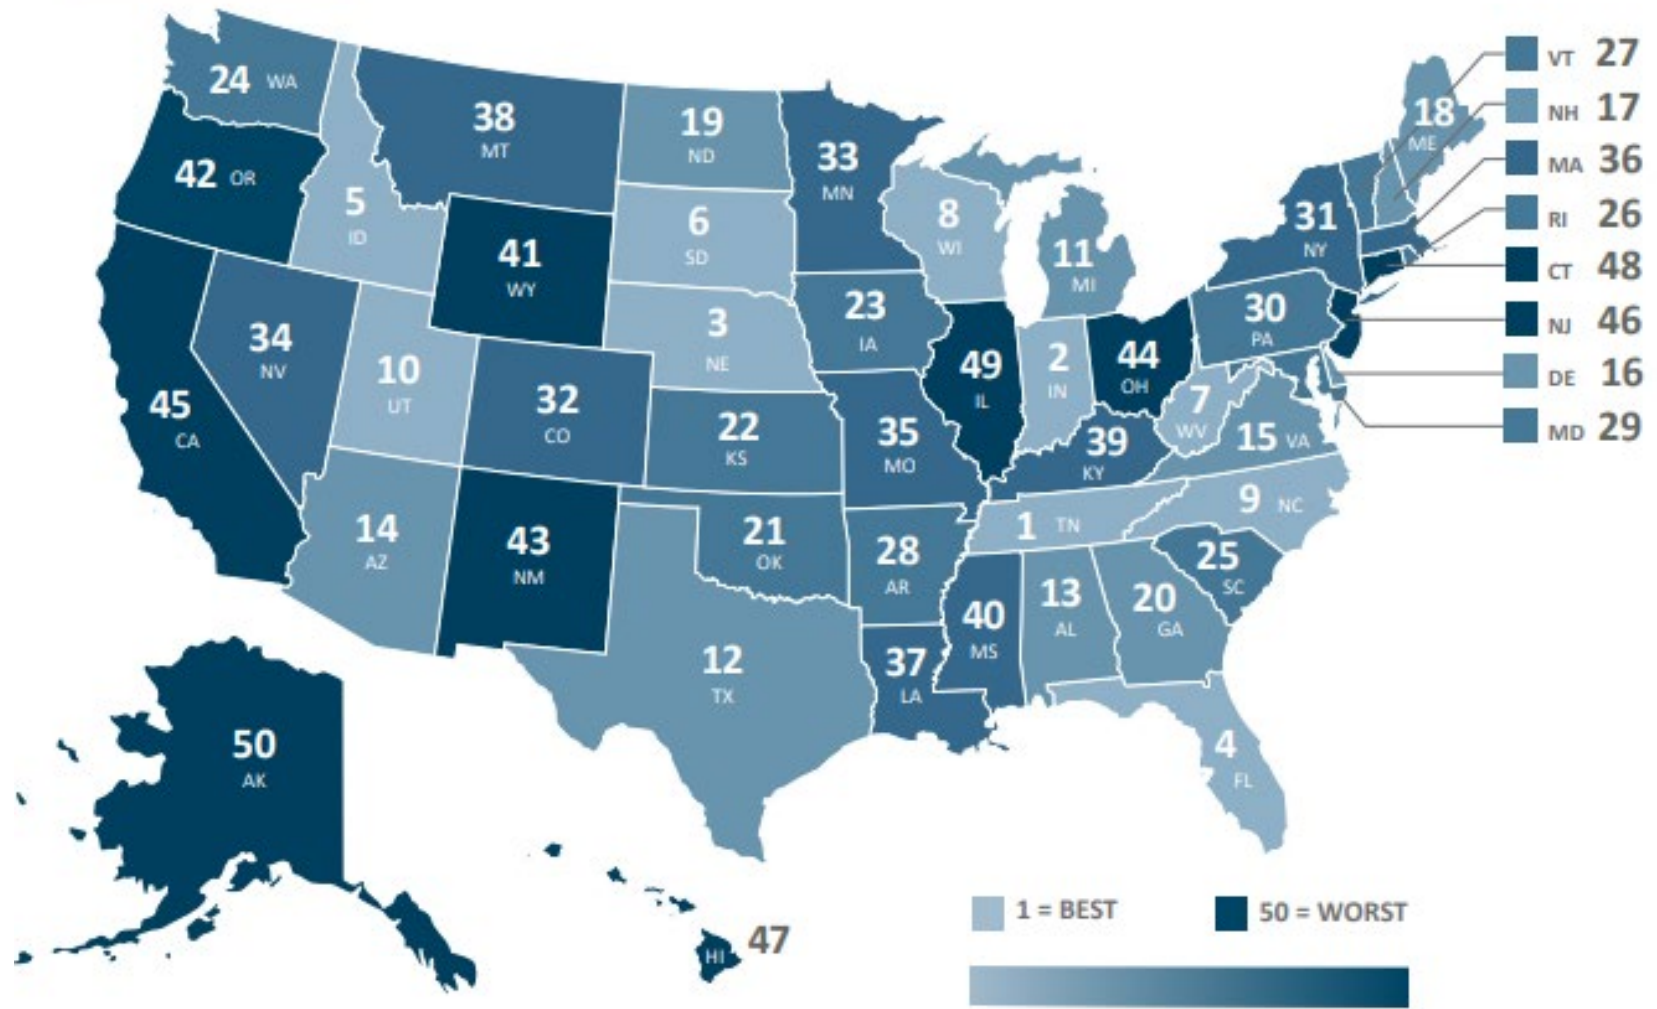 24 WA
38
MT
19
ND
33
MN
18
ME
VT 27
NH 17
MA 36
RI 26
CT 48
NJ 46
DE 16
MD 29
42 OR
5
ID
41
WY
6
SD
8
WI
11
MI
31
NY
34
NV
10
UT
3
NE
23
IA
30
PA
45
CA
32
CO
22
KS
35
MO
49
IL
2
IN
44
OH
7
WV
39
KY
15 VA
14
AZ
43
NM
21
OK
28
AR
1 TN
9 NC
25
SC
12
TX
37
LA
40
MS
13
AL
20
GA
4
FL
50
AK
HI 47
1 = BEST
50 = WORST